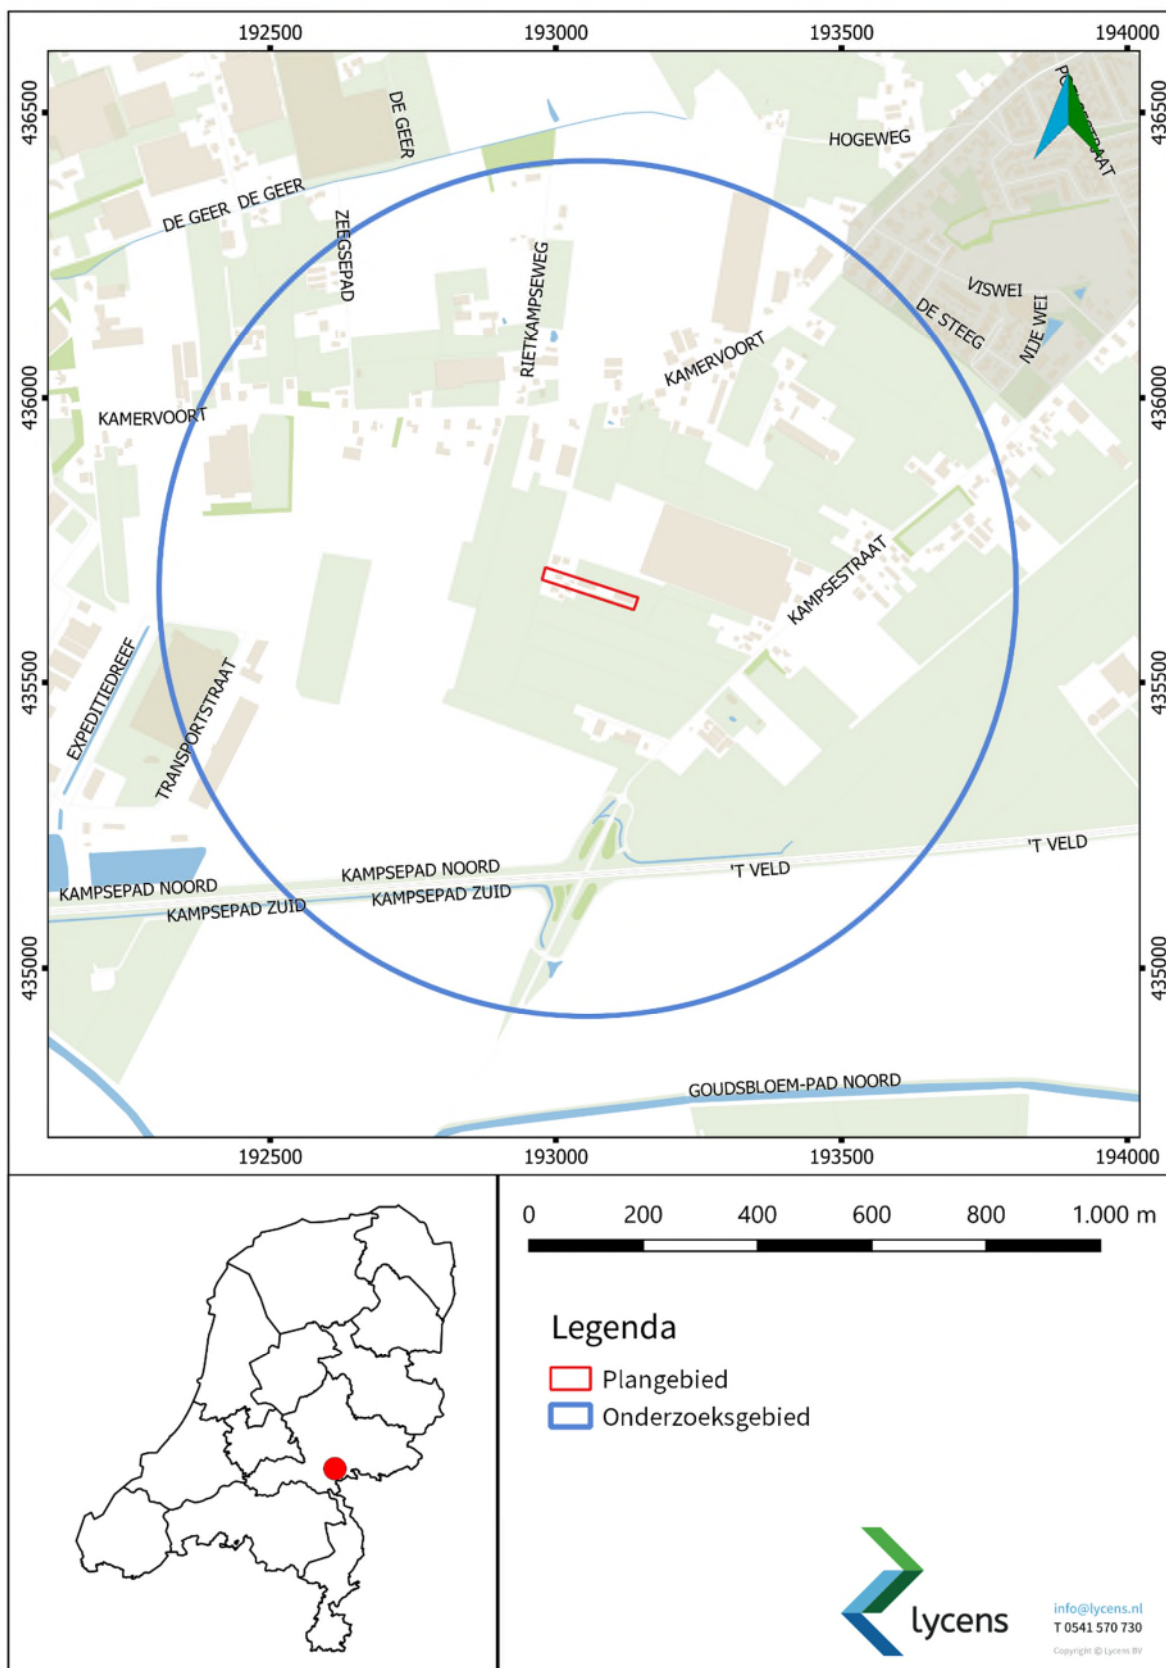 192500 193000 193500 194000
436500 436500
DE GEER
HOGEWEG
DE GEER DE GEER
ZEEGSEPAD
RIETKAMPSEWEG
VISWEI
DE STEEG
NIJE WEI
KAMERVOORT
436000 436000
KAMERVOORT
KAMPSESTRAAT
435500 435500
EXPEDITIEDREEF
TRANSPORTSTRAAT
'T VELD
'T VELD
KAMPSEPAD NOORD
KAMPSEPAD NOORD
KAMPSEPAD ZUID
KAMPSEPAD ZUID
435000 435000
GOUDSBLOEM-PAD NOORD
192500 193000 193500 194000
0 200 400 600 800 1.000 m
Legenda
Plangebied
Onderzoeksgebied
lycens
info@lycens.nl
T 0541 570 730
Copyright © Lycens BV